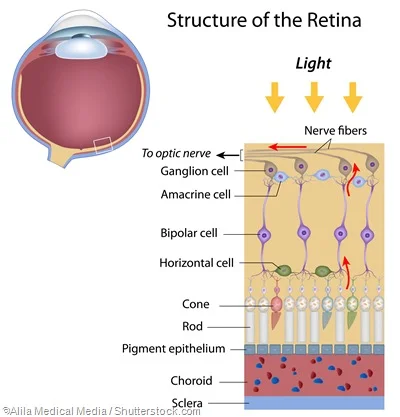 Structure of the Retina
Light
Nerve fibers
To optic nerve
Ganglion cell
Amacrine cell
Bipolar cell
Horizontal cell
Cone
Rod
Pigment epithelium
Choroid
Sclera
©Alila Medical Media / Shutterstock.com